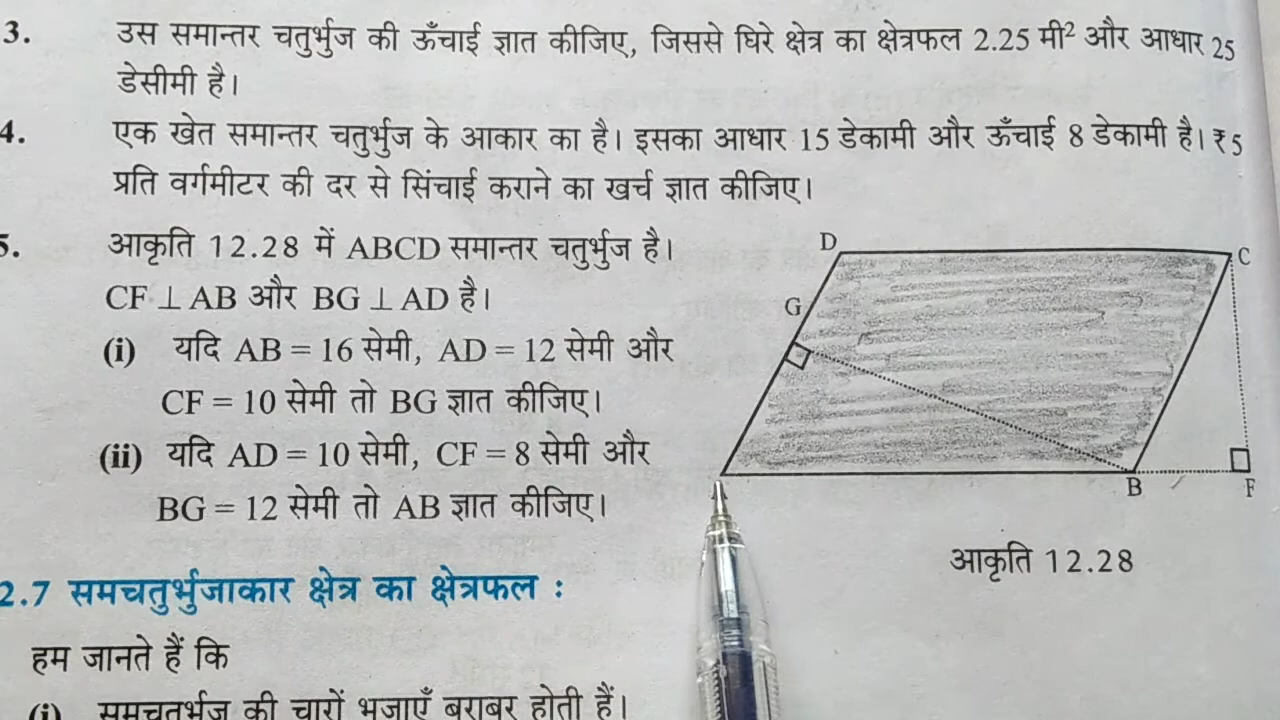 3. उस समान्तर चतुर्भुज की ऊँचाई ज्ञात कीजिए, जिससे घिरे क्षेत्र का क्षेत्रफल 2.25 मी² और आधार 25
डेसीमी है।
4. एक खेत समान्तर चतुर्भुज के आकार का है। इसका आधार 15 डेकामी और ऊँचाई 8 डेकामी है। ₹ 5
प्रति वर्गमीटर की दर से सिंचाई कराने का खर्च ज्ञात कीजिए।
5. आकृति 12.28 में ABCD समान्तर चतुर्भुज है।
CF ⊥ AB और BG ⊥ AD है।
(i) यदि AB = 16 सेमी, AD = 12 सेमी और
CF = 10 सेमी तो BG ज्ञात कीजिए।
(ii) यदि AD = 10 सेमी, CF = 8 सेमी और
BG = 12 सेमी तो AB ज्ञात कीजिए।
D
C
G
B
F
आकृति 12.28
2.7 समचतुर्भुजाकार क्षेत्र का क्षेत्रफल :
हम जानते हैं कि
(i) समचतुर्भुज की चारों भुजाएँ बराबर होती हैं।